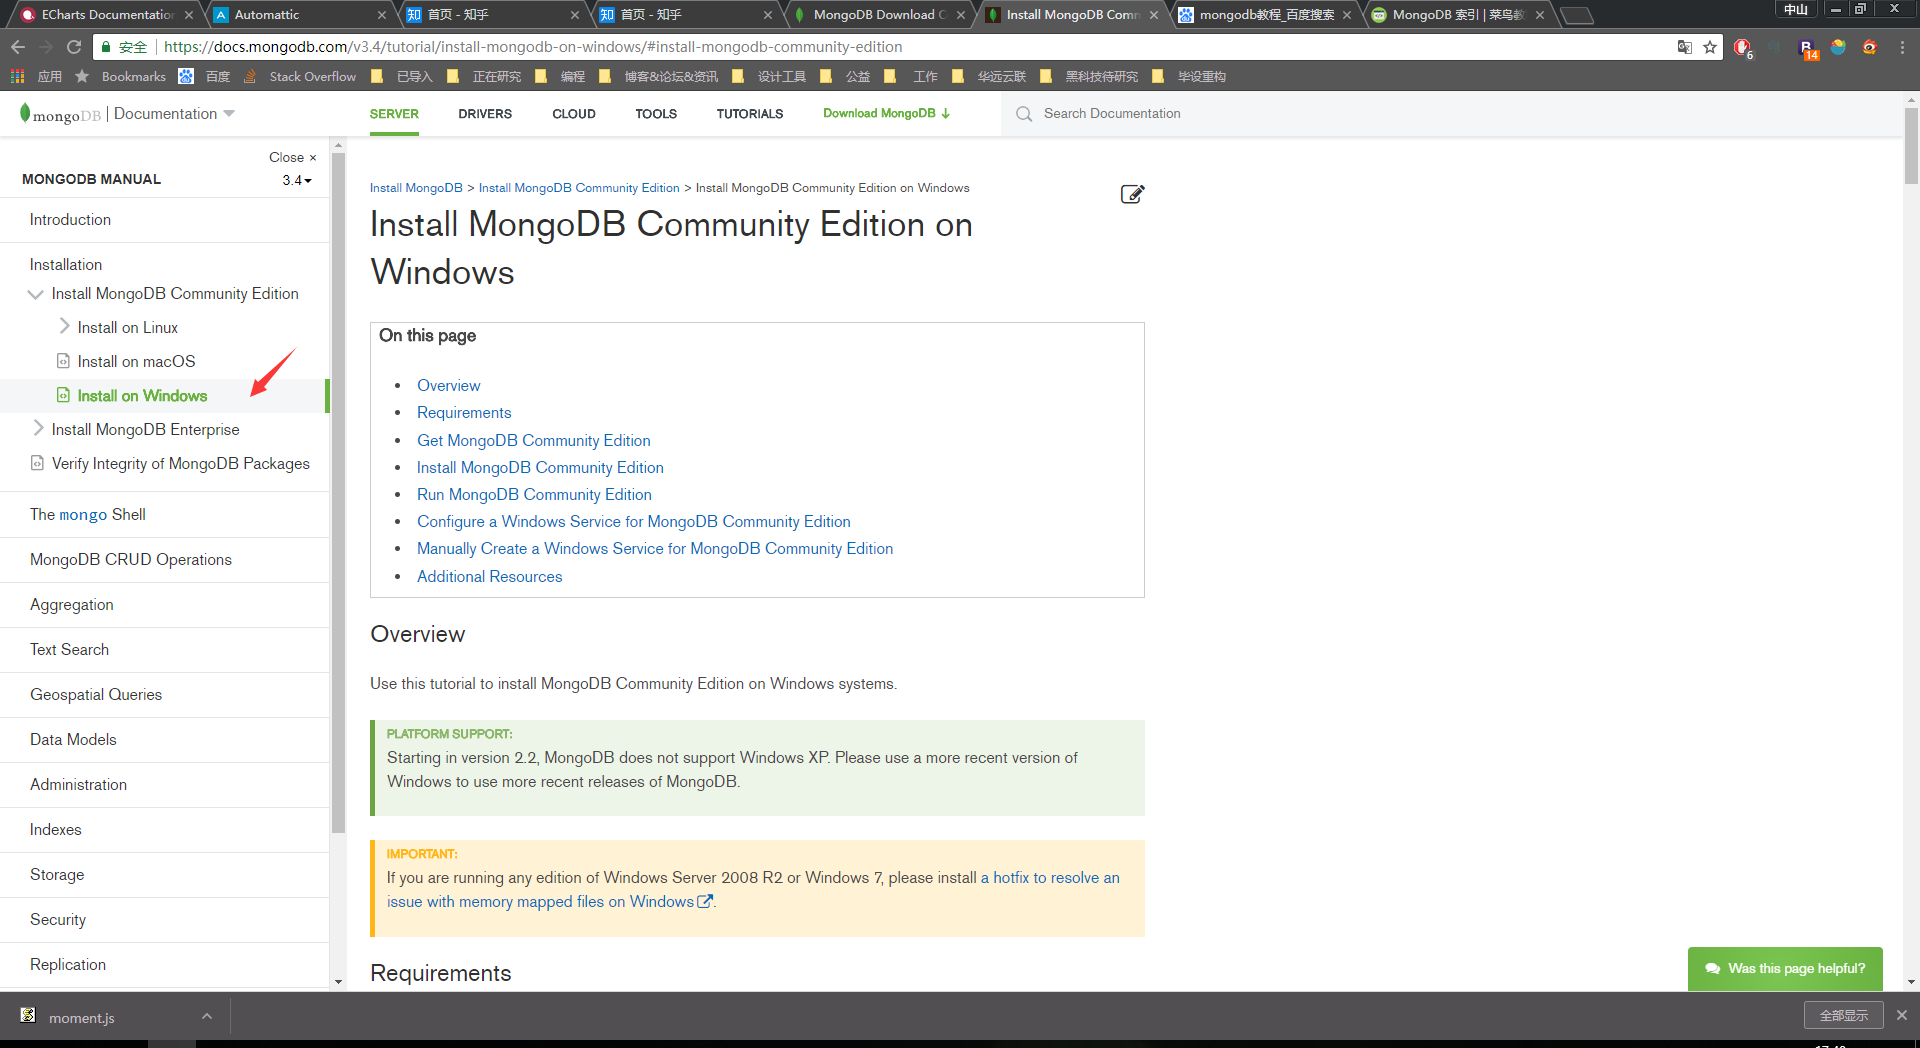 ECharts Documentation
Automattic
首页 - 知乎
首页 - 知乎
MongoDB Download C
Install MongoDB Comm
mongodb教程_百度搜索
MongoDB 索引 | 菜鸟教
中山
安全 https://docs.mongodb.com/v3.4/tutorial/install-mongodb-on-windows/#install-mongodb-community-edition
6
14
应用
Bookmarks
百度
Stack Overflow
已导入
正在研究
编程
博客&论坛&资讯
设计工具
公益
工作
华远云联
黑科技待研究
毕设重构
mongoDB | Documentation
SERVER
DRIVERS
CLOUD
TOOLS
TUTORIALS
Download MongoDB
Search Documentation
Close ×
MONGODB MANUAL
3.4
Introduction
Installation
Install MongoDB Community Edition
Install on Linux
Install on macOS
Install on Windows
Install MongoDB Enterprise
Verify Integrity of MongoDB Packages
The mongo Shell
MongoDB CRUD Operations
Aggregation
Text Search
Geospatial Queries
Data Models
Administration
Indexes
Storage
Security
Replication
Install MongoDB > Install MongoDB Community Edition > Install MongoDB Community Edition on Windows
Install MongoDB Community Edition on
Windows
On this page
• Overview
• Requirements
• Get MongoDB Community Edition
• Install MongoDB Community Edition
• Run MongoDB Community Edition
• Configure a Windows Service for MongoDB Community Edition
• Manually Create a Windows Service for MongoDB Community Edition
• Additional Resources
Overview
Use this tutorial to install MongoDB Community Edition on Windows systems.
PLATFORM SUPPORT:
Starting in version 2.2, MongoDB does not support Windows XP. Please use a more recent version of
Windows to use more recent releases of MongoDB.
IMPORTANT:
If you are running any edition of Windows Server 2008 R2 or Windows 7, please install a hotfix to resolve an
issue with memory mapped files on Windows.
Requirements
Was this page helpful?
moment.js
全部显示